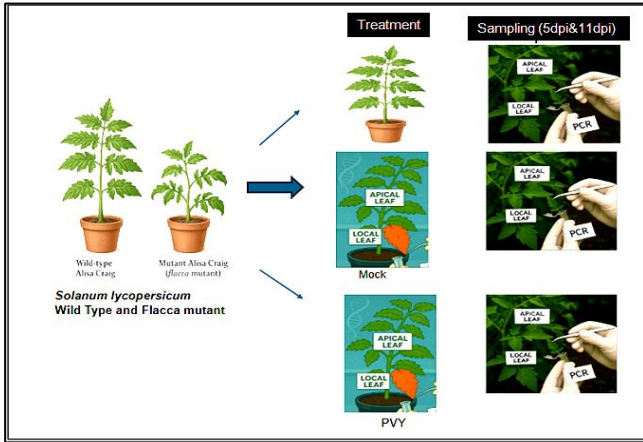 Treatment
Sampling (5dpi&11dpi)
APICAL
LEAF
LOCAL
LEAF
PCR
Wild-type
Alisa Craig
Mutant Alisa Craig
(flacca mutant)
Solanum lycopersicum
Wild Type and Flacca mutant
APICAL
LEAF
LOCAL
LEAF
Mock
APICAL
LEAF
LOCAL
LEAF
PCR
APICAL
LEAF
LOCAL
LEAF
PVY
APICAL
LEAF
LOCAL
LEAF
PCR